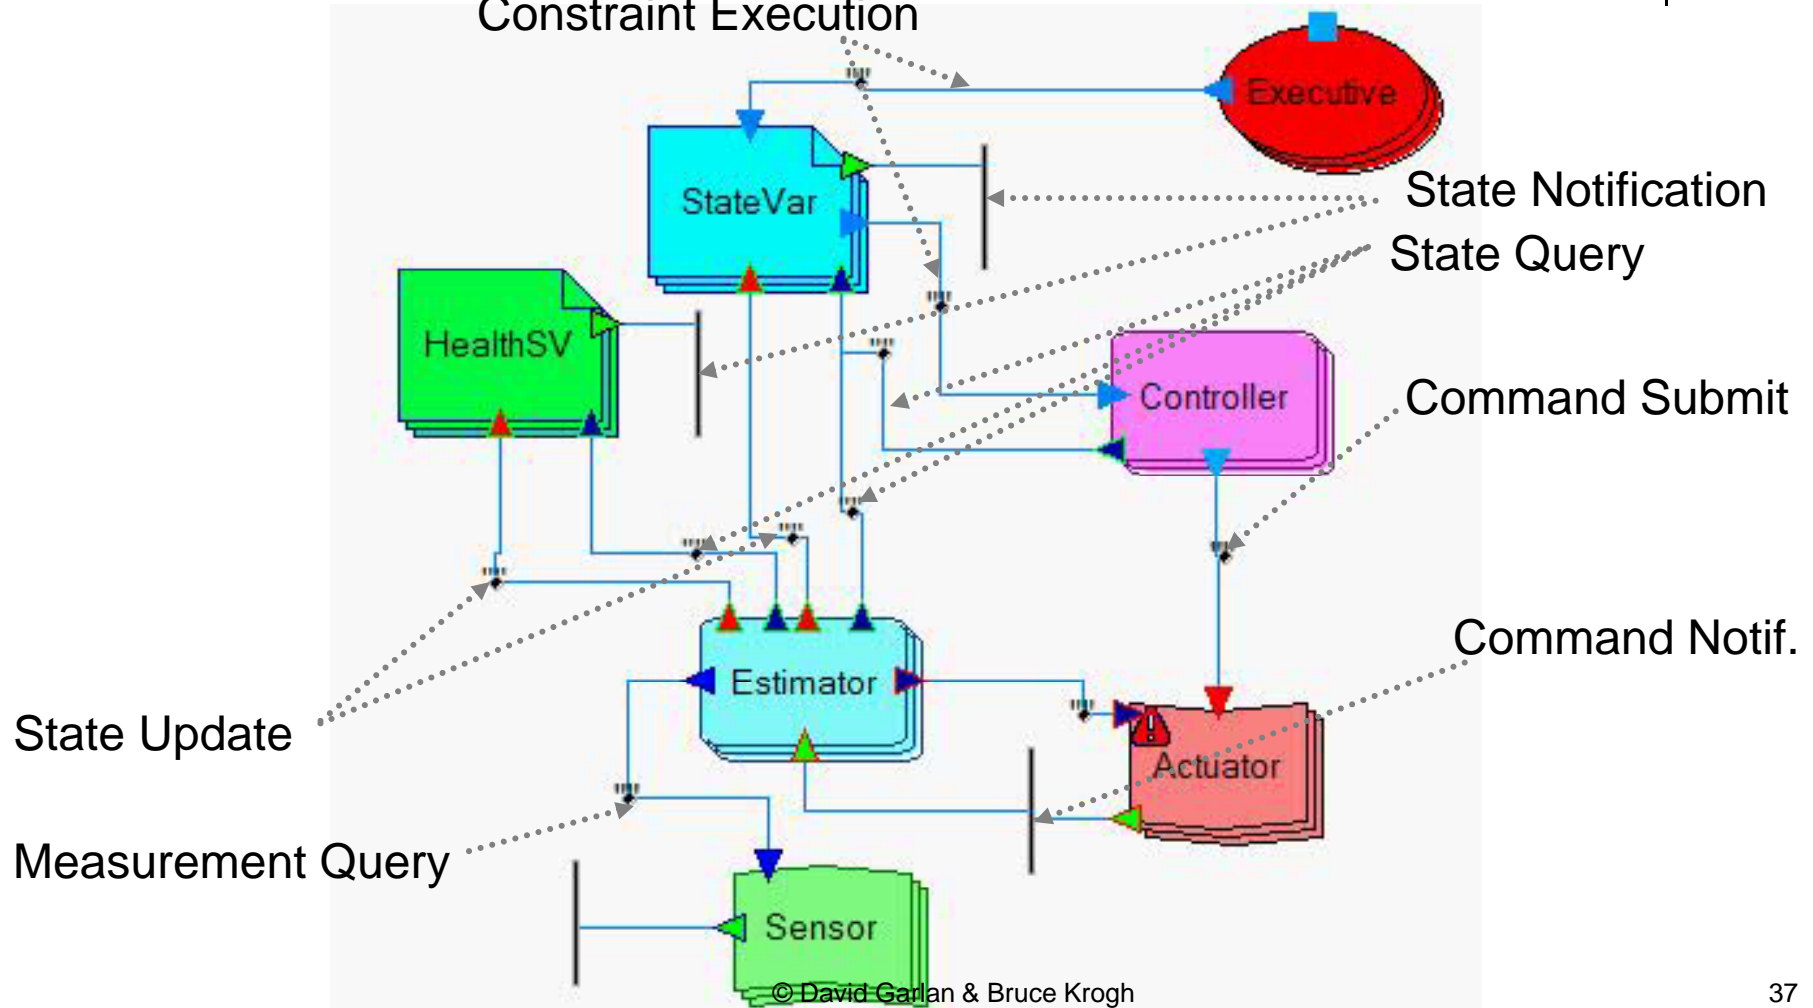 Constraint Execution
Executive
StateVar
State Notification
State Query
HealthSV
Controller
Command Submit
Command Notif.
Estimator
State Update
Actuator
Measurement Query
Sensor
© David Garlan & Bruce Krogh
37